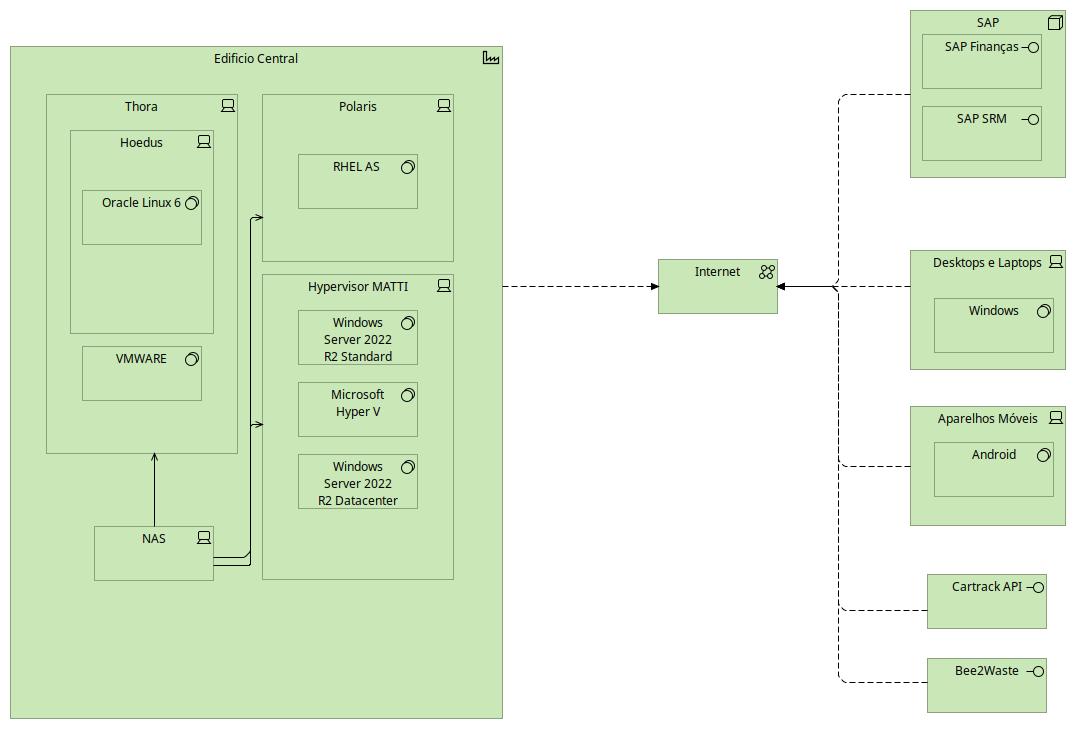 Edificio Central
Thora
Hoedus
Oracle Linux 6
VMWARE
NAS
Polaris
RHEL AS
Hypervisor MATTI
Windows
Server 2022
R2 Standard
Microsoft
Hyper V
Windows
Server 2022
R2 Datacenter
Internet
SAP
SAP Finanças
SAP SRM
Desktops e Laptops
Windows
Aparelhos Móveis
Android
Cartrack API
Bee2Waste